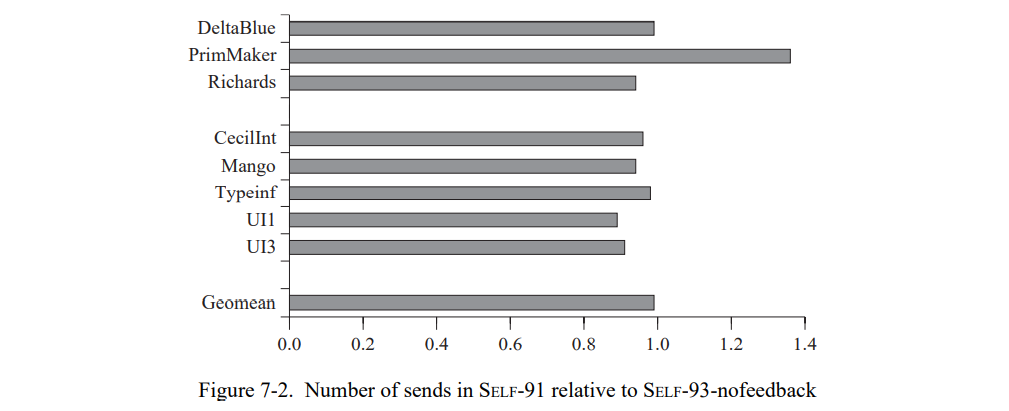 DeltaBlue
PrimMaker
Richards
CecilInt
Mango
Typeinf
UI1
UI3
Geomean
0.0 0.2 0.4 0.6 0.8 1.0 1.2 1.4
Figure 7-2. Number of sends in SELF-91 relative to SELF-93-nofeedback